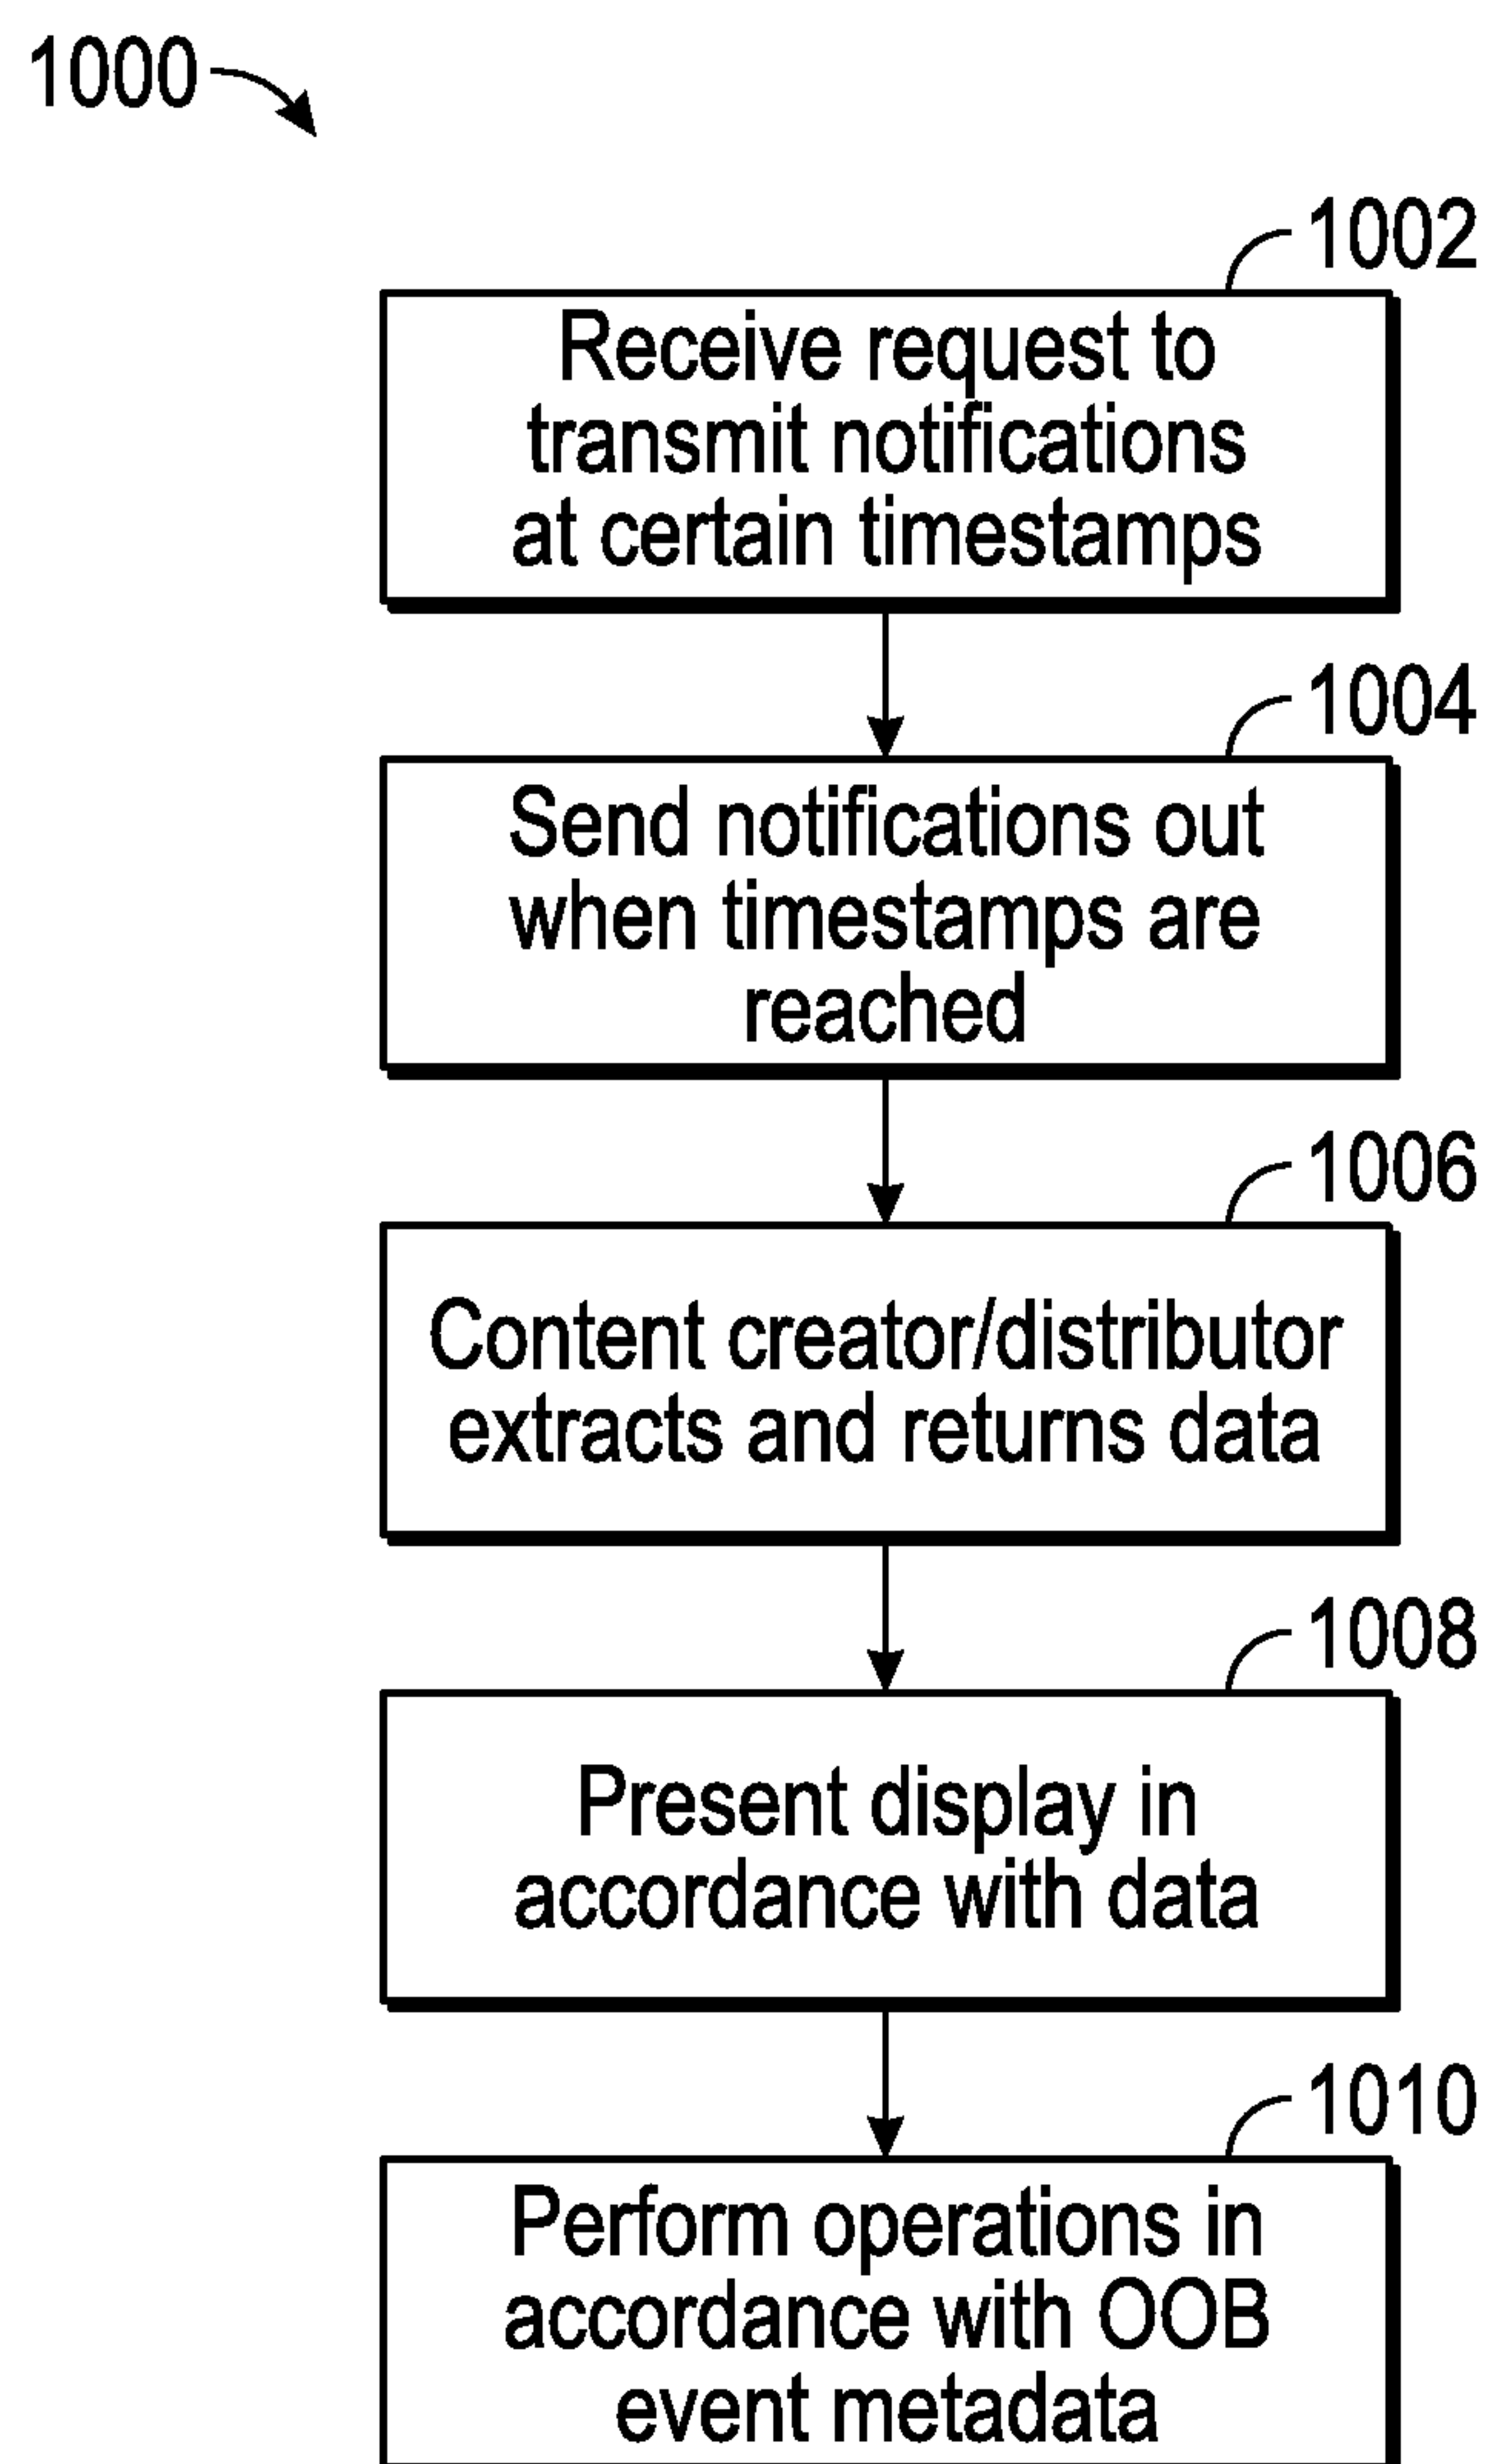 1000
1002
Receive request to
transmit notifications
at certain timestamps
1004
Send notifications out
when timestamps are
reached
1006
Content creator/distributor
extracts and returns data
1008
Present display in
accordance with data
1010
Perform operations in
accordance with OOB
event metadata